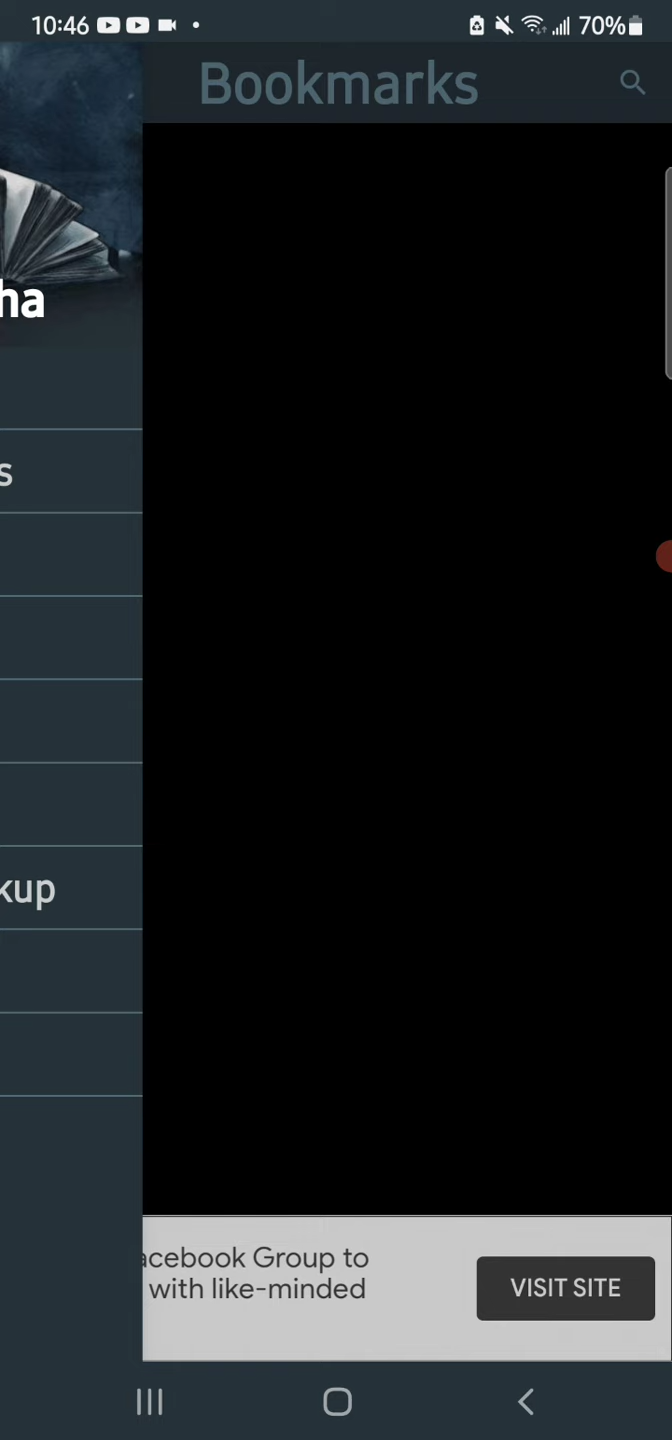 10:46
70%
Bookmarks
ha
s
kup
acebook Group to
with like-minded
VISIT SITE